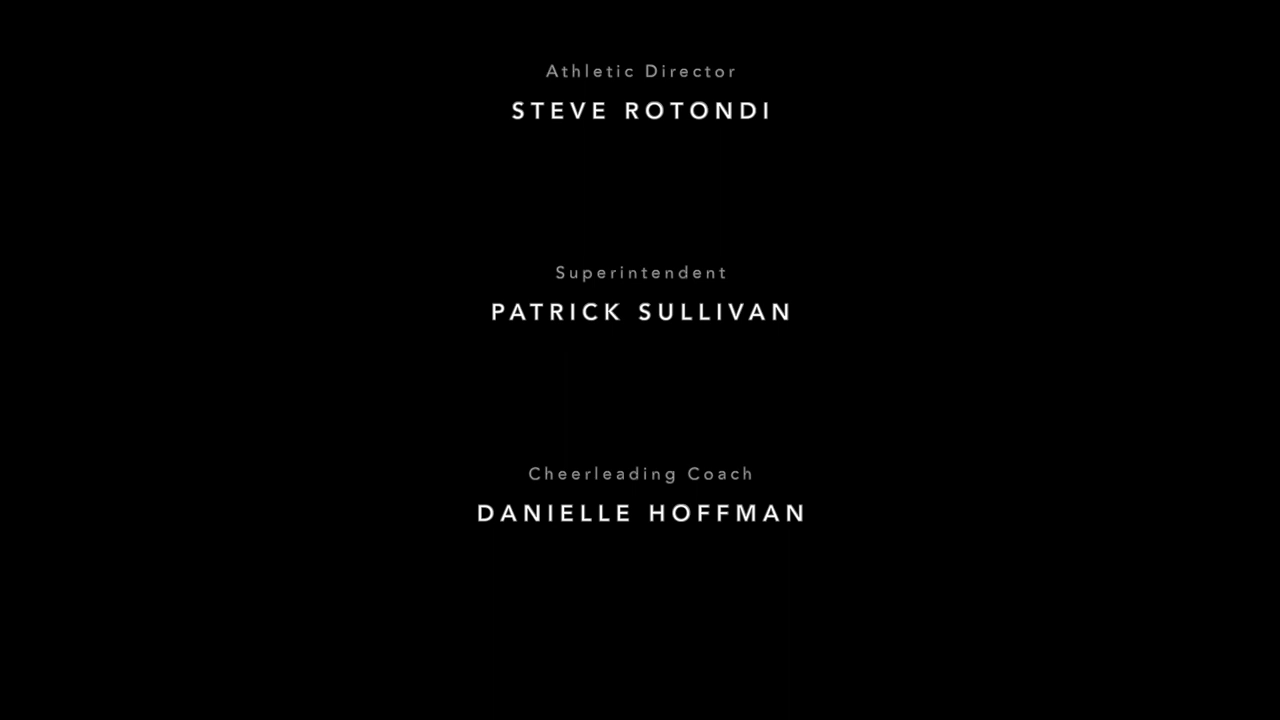 Athletic Director
STEVE ROTONDI
Superintendent
PATRICK SULLIVAN
Cheerleading Coach
DANIELLE HOFFMAN